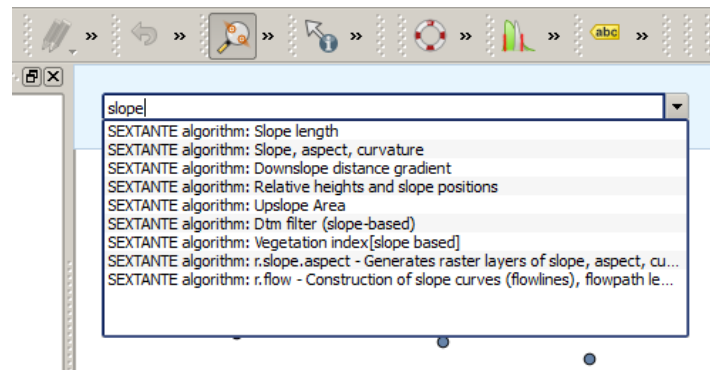 abc
slope
SEXTANTE algorithm: Slope length
SEXTANTE algorithm: Slope, aspect, curvature
SEXTANTE algorithm: Downslope distance gradient
SEXTANTE algorithm: Relative heights and slope positions
SEXTANTE algorithm: Upslope Area
SEXTANTE algorithm: Dtm filter (slope-based)
SEXTANTE algorithm: Vegetation index[slope based]
SEXTANTE algorithm: r.slope.aspect - Generates raster layers of slope, aspect, cu...
SEXTANTE algorithm: r.flow - Construction of slope curves (flowlines), flowpath le...